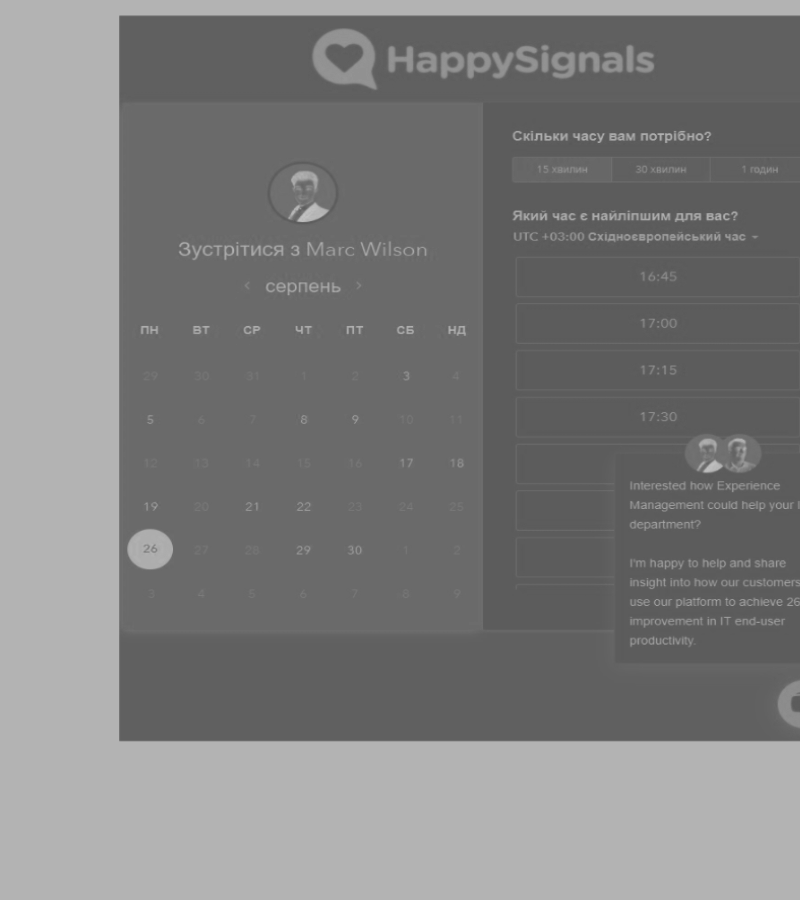 HappySignals
Зустрітися з Marc Wilson
‹ серпень ›
ПН ВТ СР ЧТ ПТ СБ НД
29 30 31 1 2 3 4
5 6 7 8 9 10 11
12 13 14 15 16 17 18
19 20 21 22 23 24 25
26 27 28 29 30 1 2
3 4 5 6 7 8 9
Скільки часу вам потрібно?
15 хвилин 30 хвилин 1 годин
Який час є найліпшим для вас?
UTC +03:00 Східноєвропейський час
16:45
17:00
17:15
17:30
Interested how Experience
Management could help your
department?
I'm happy to help and share
insight into how our customers
use our platform to achieve 26
improvement in IT end-user
productivity.